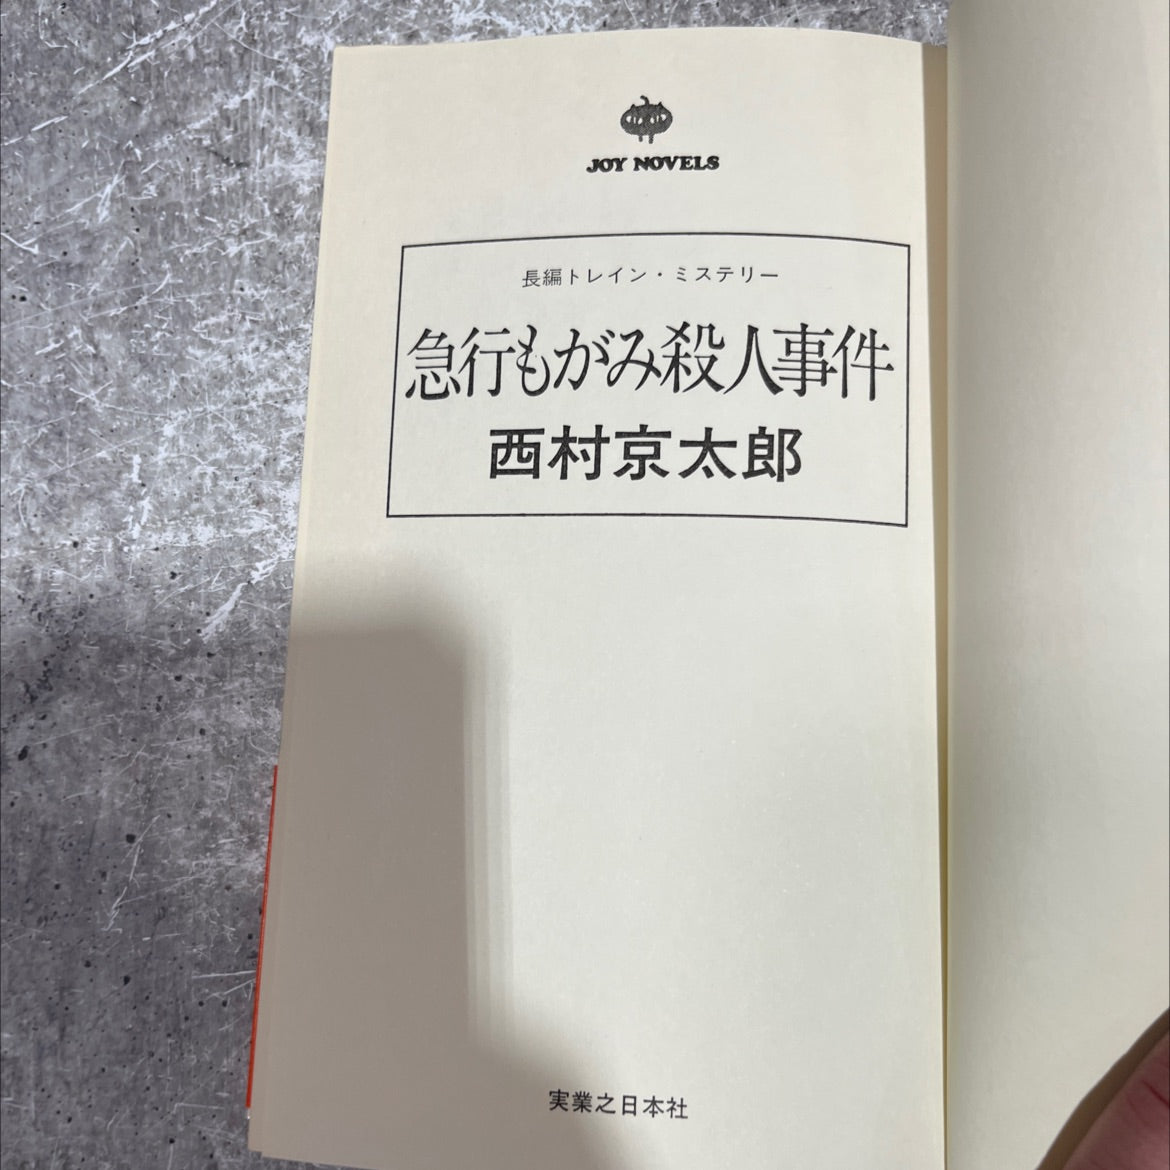 JOY NOVELS
長編トレイン・ミステリー
急行もがみ殺人事件
西村京太郎
実業之日本社